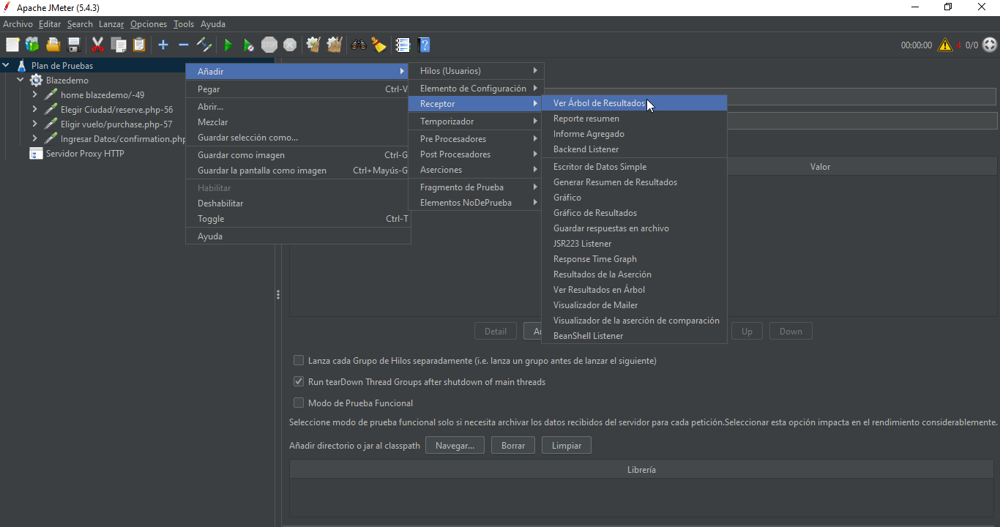 Apache JMeter (5.4.3)
Archivo Editar Search Lanzar Opciones Tools Ayuda
00:00:00 4 0/0
Plan de Pruebas
Blazedemo
home blazedemo/-49
Elegir Ciudad/reserve.php-56
Eligir vuelo/purchase.php-57
Ingresar Datos/confirmation.php
Servidor Proxy HTTP
Añadir
Pegar Ctrl-V
Abrir...
Mezclar
Guardar selección como...
Guardar como imagen Ctrl-G
Guardar la pantalla como imagen Ctrl+Mayús-G
Habilitar
Deshabilitar
Toggle Ctrl-T
Ayuda
Hilos (Usuarios)
Elemento de Configuración
Receptor
Temporizador
Pre Procesadores
Post Procesadores
Aserciones
Fragmento de Prueba
Elementos NoDePrueba
Ver Árbol de Resultados
Reporte resumen
Informe Agregado
Backend Listener
Escritor de Datos Simple
Generar Resumen de Resultados
Gráfico
Gráfico de Resultados
Guardar respuestas en archivo
JSR223 Listener
Response Time Graph
Resultados de la Aserción
Ver Resultados en Árbol
Visualizador de Mailer
Visualizador de la aserción de comparación
BeanShell Listener
Valor
Detail Up Down
Lanza cada Grupo de Hilos separadamente (i.e. lanza un grupo antes de lanzar el siguiente)
Run tearDown Thread Groups after shutdown of main threads
Modo de Prueba Funcional
Seleccione modo de prueba funcional solo si necesita archivar los datos recibidos del servidor para cada petición.Seleccionar esta opción impacta en el rendimiento considerablemente.
Añadir directorio o jar al classpath Navegar... Borrar Limpiar
Librería